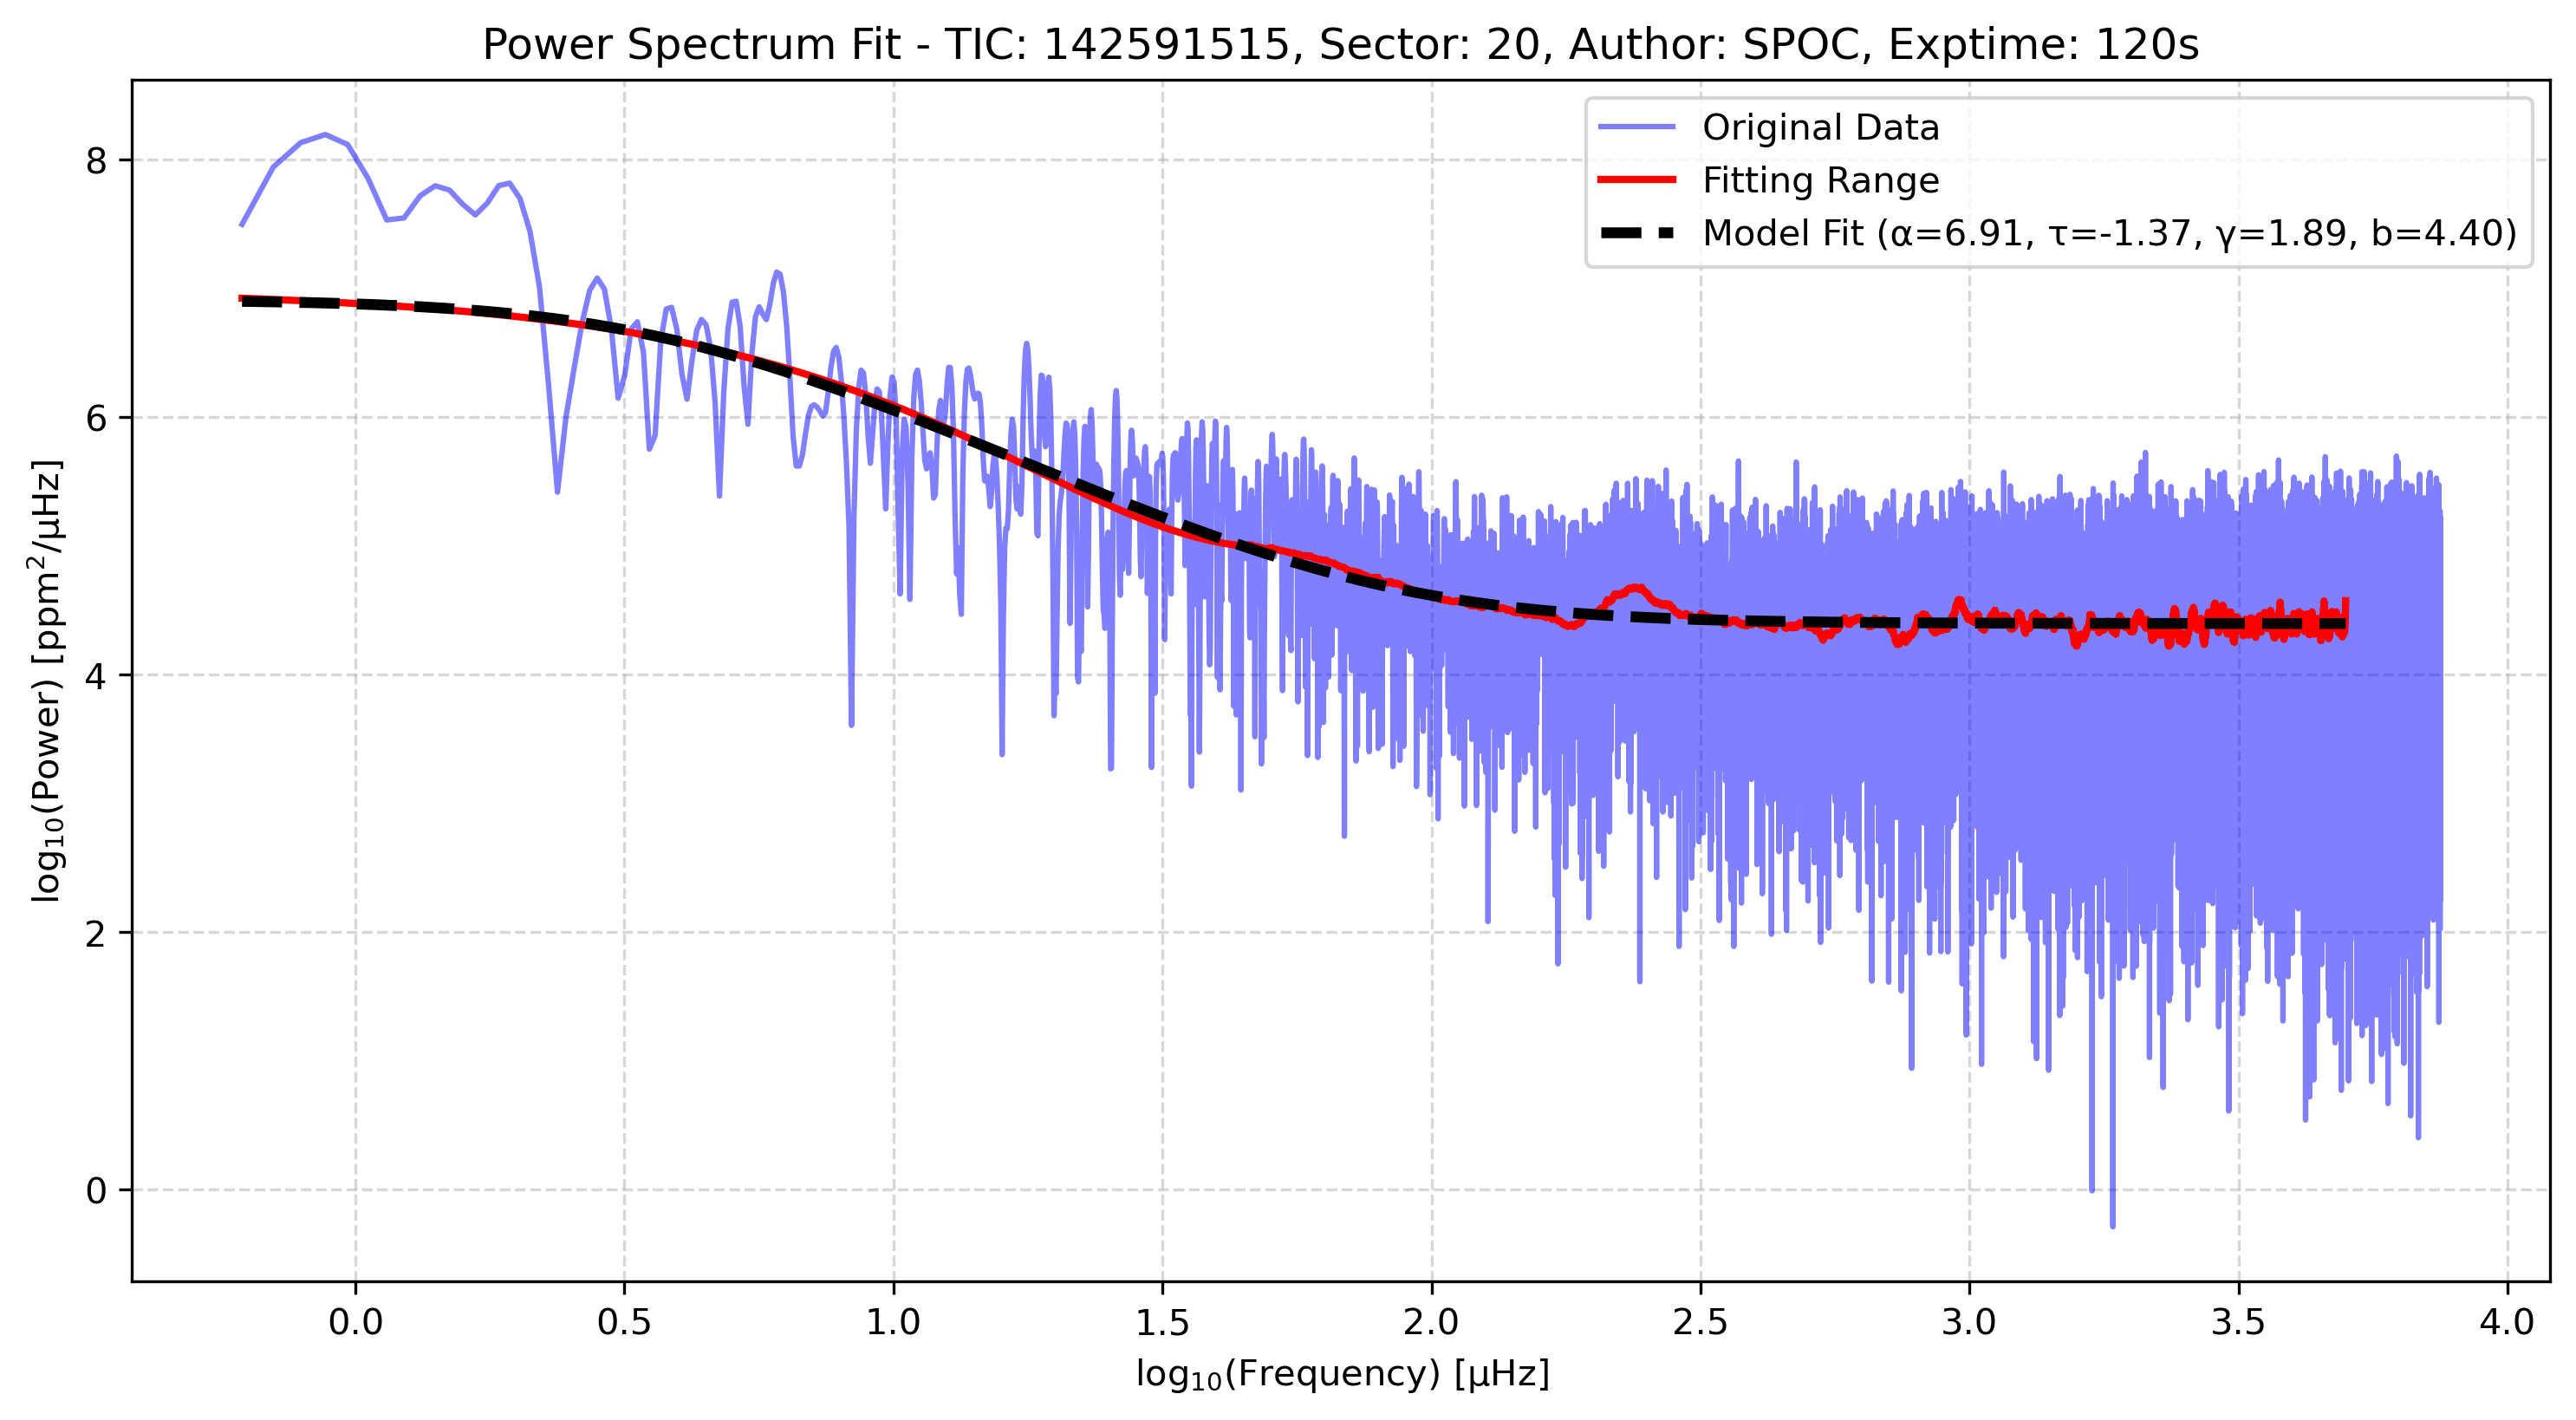 Power Spectrum Fit - TIC: 142591515, Sector: 20, Author: SPOC, Exptime: 120s
Original Data
Fitting Range
Model Fit (α=6.91, τ=-1.37, γ=1.89, b=4.40)
log₁₀(Power) [ppm²/μHz]
8
6
4
2
0
0.0 0.5 1.0 1.5 2.0 2.5 3.0 3.5 4.0
log₁₀(Frequency) [μHz]